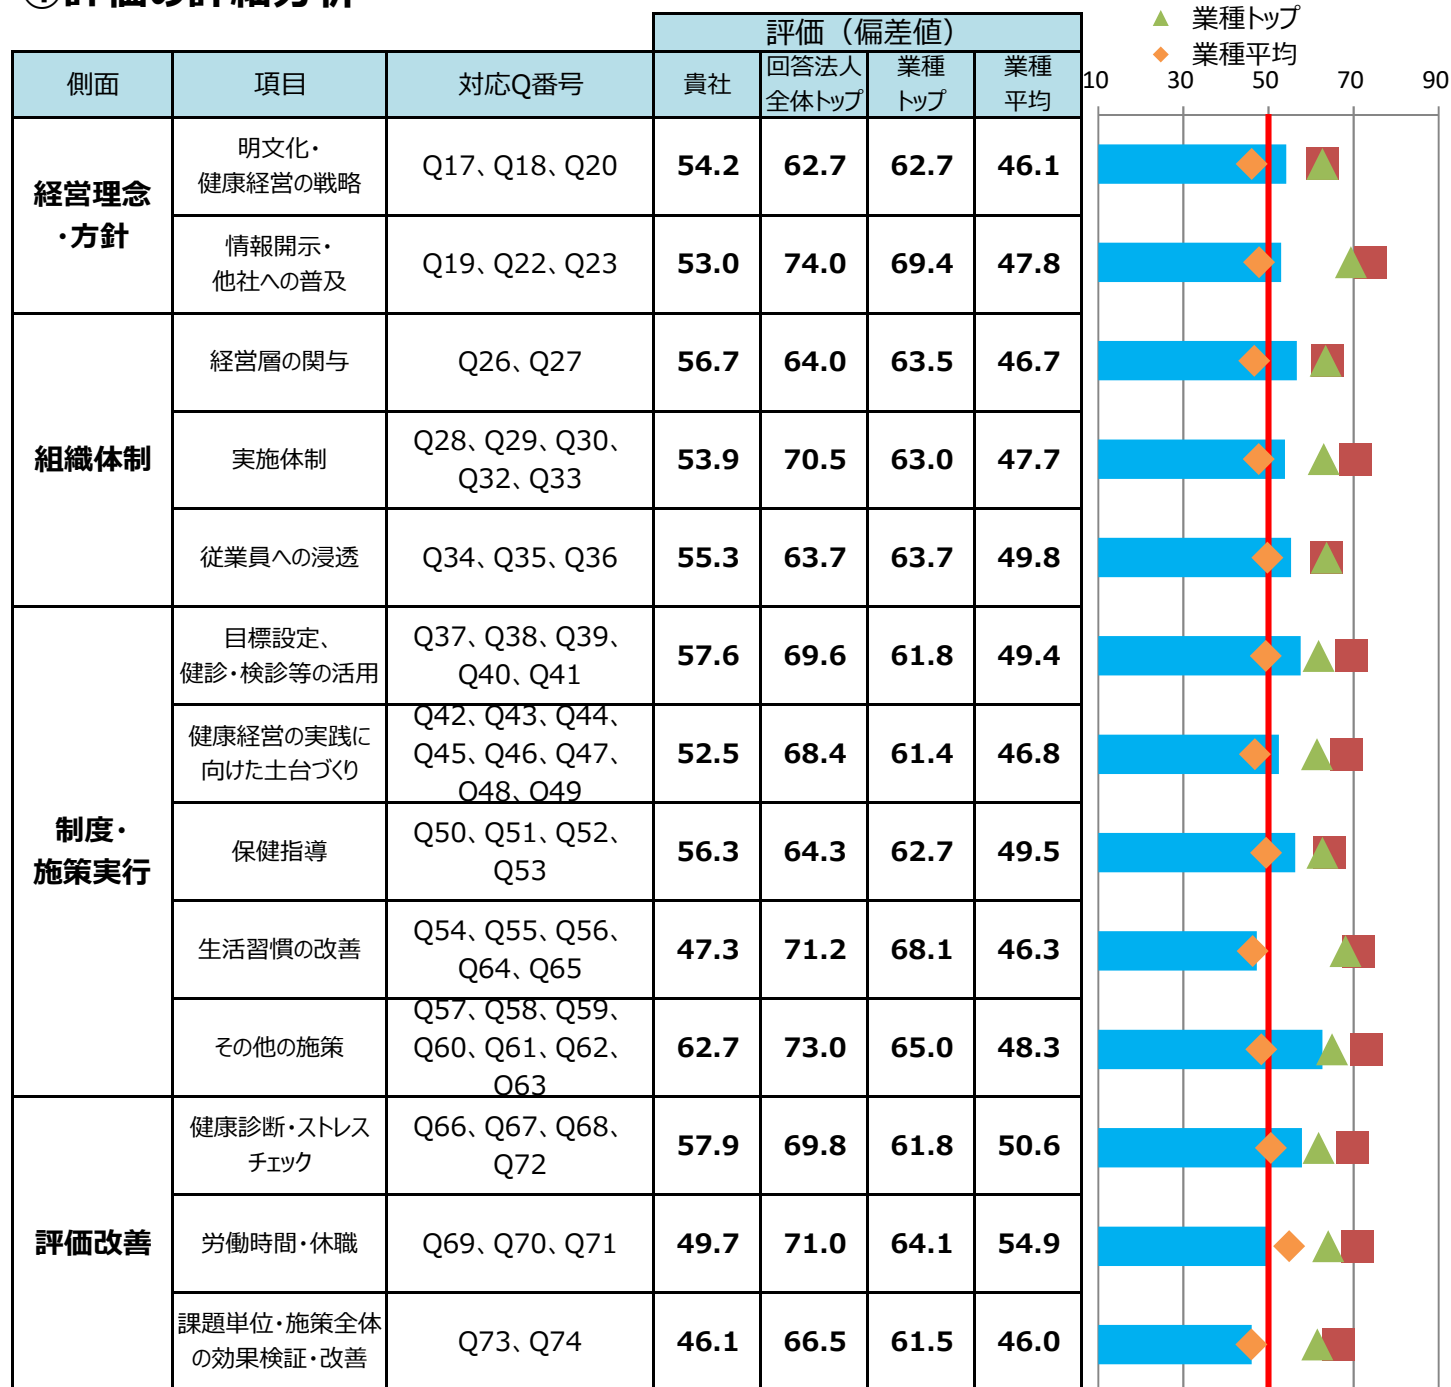 ①評価の詳細分析
▲ 業種トップ
◆ 業種平均
評価（偏差値）
側面 項目 対応Q番号 貴社 回答法人全体トップ 業種トップ 業種平均
10 30 50 70 90
経営理念・方針
明文化・健康経営の戦略 Q17、Q18、Q20 54.2 62.7 62.7 46.1
情報開示・他社への普及 Q19、Q22、Q23 53.0 74.0 69.4 47.8
組織体制
経営層の関与 Q26、Q27 56.7 64.0 63.5 46.7
実施体制 Q28、Q29、Q30、Q32、Q33 53.9 70.5 63.0 47.7
従業員への浸透 Q34、Q35、Q36 55.3 63.7 63.7 49.8
制度・施策実行
目標設定、健診・検診等の活用 Q37、Q38、Q39、Q40、Q41 57.6 69.6 61.8 49.4
健康経営の実践に向けた土台づくり Q42、Q43、Q44、Q45、Q46、Q47、Q48、Q49 52.5 68.4 61.4 46.8
保健指導 Q50、Q51、Q52、Q53 56.3 64.3 62.7 49.5
生活習慣の改善 Q54、Q55、Q56、Q64、Q65 47.3 71.2 68.1 46.3
その他の施策 Q57、Q58、Q59、Q60、Q61、Q62、Q63 62.7 73.0 65.0 48.3
評価改善
健康診断・ストレスチェック Q66、Q67、Q68、Q72 57.9 69.8 61.8 50.6
労働時間・休職 Q69、Q70、Q71 49.7 71.0 64.1 54.9
課題単位・施策全体の効果検証・改善 Q73、Q74 46.1 66.5 61.5 46.0